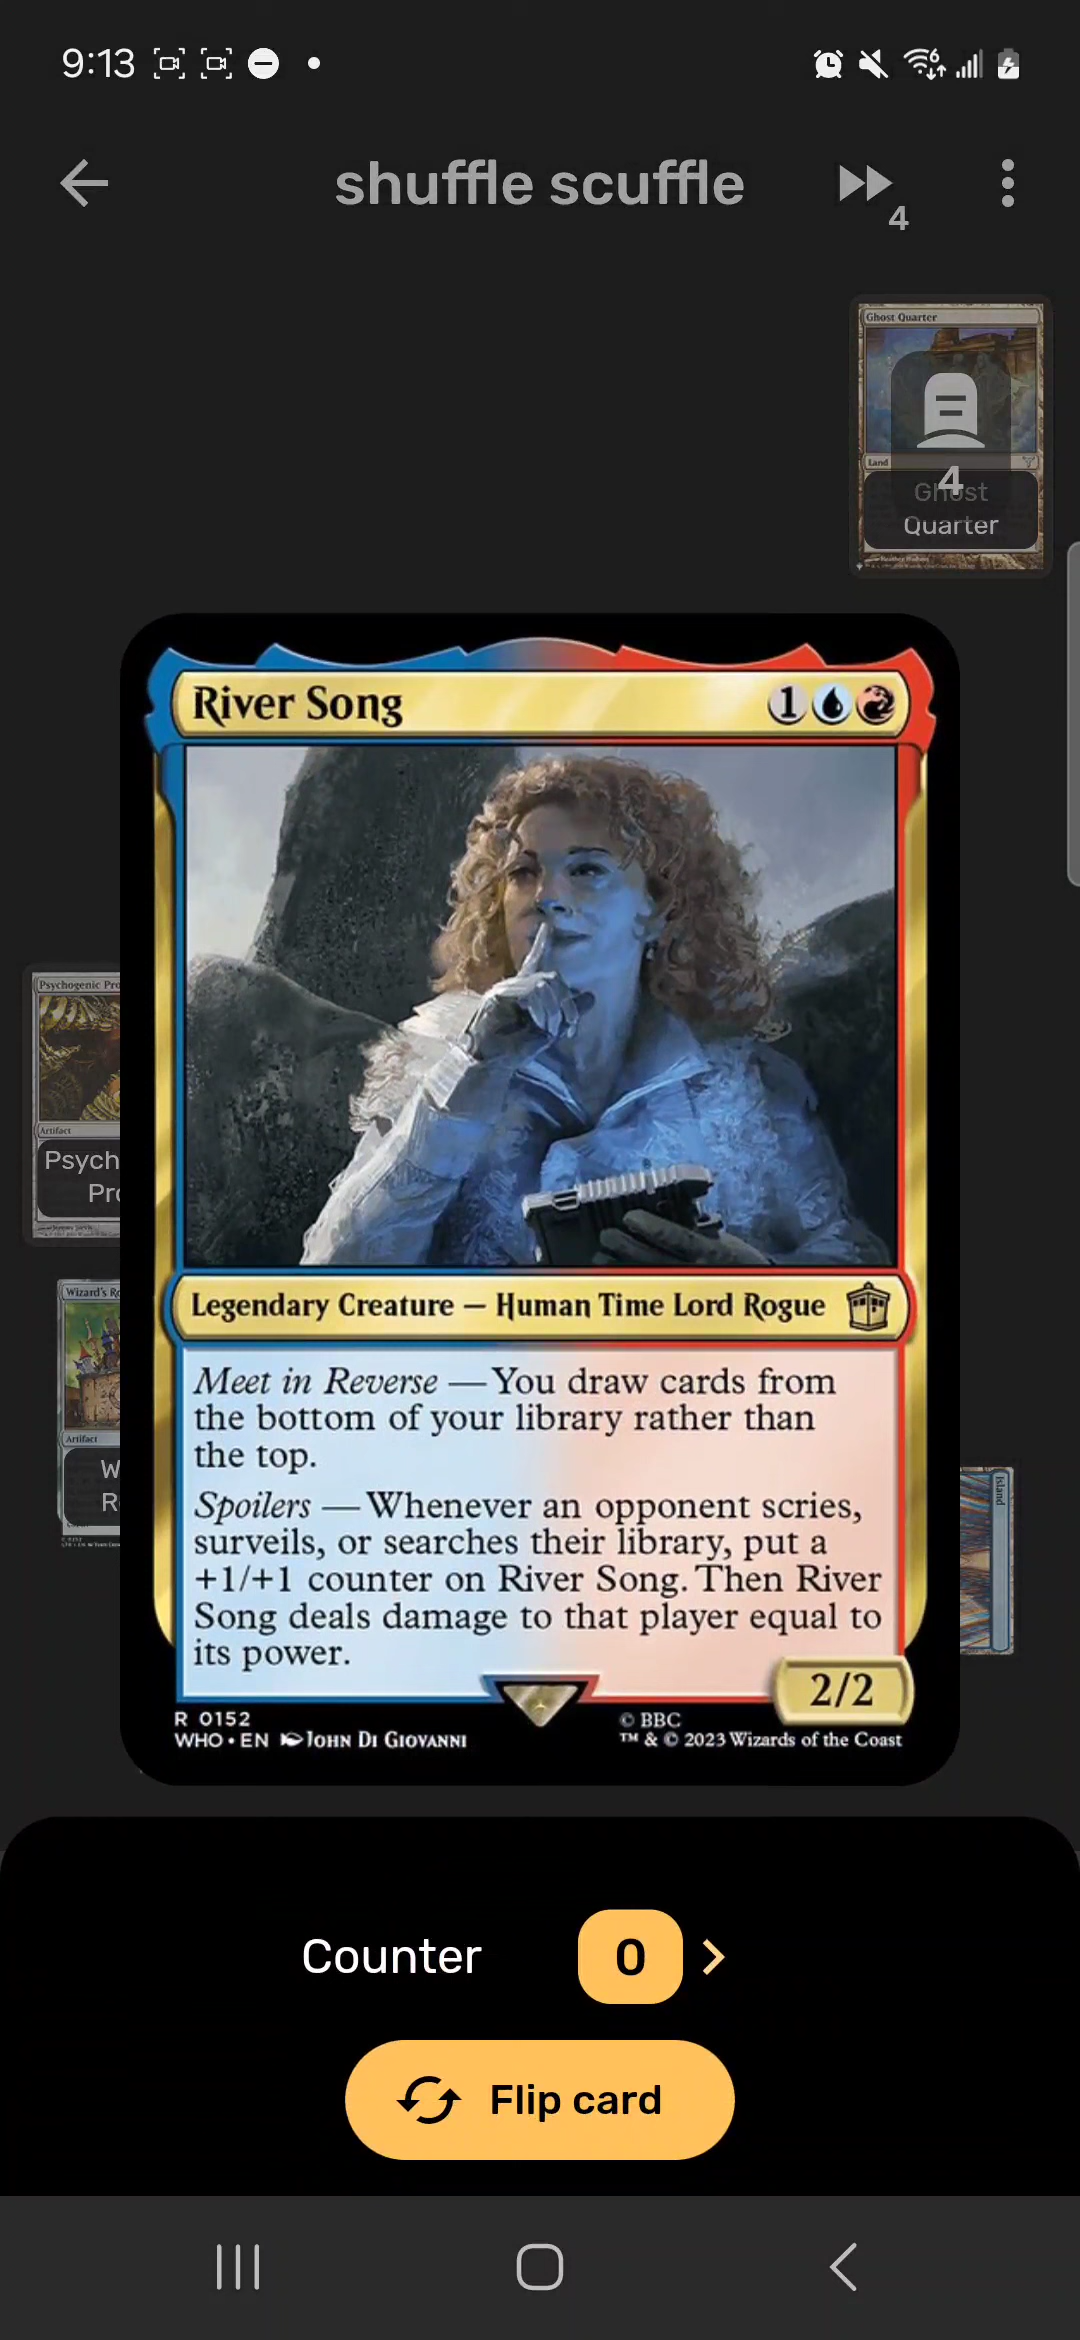 9:13
shuffle scuffle
4
Ghost Quarter
Land
4
Ghost
Quarter
River Song
1
Psychogenic Pro
Artifact
Psych
Pro
Wizard's Ro
Artifact
W
R
Island
Legendary Creature — Human Time Lord Rogue
Meet in Reverse — You draw cards from
the bottom of your library rather than
the top.
Spoilers — Whenever an opponent scries,
surveils, or searches their library, put a
+1/+1 counter on River Song. Then River
Song deals damage to that player equal to
its power.
2/2
R 0152
WHO • EN John Di Giovanni
© BBC
™ & © 2023 Wizards of the Coast
Counter
0
Flip card